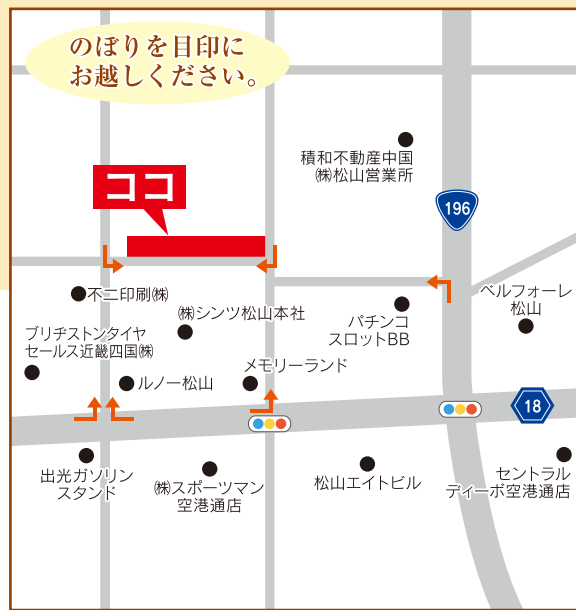 のぼりを目印に
お越しください。
積和不動産中国
㈱松山営業所
ココ
196
不二印刷㈱
㈱シンツ松山本社
ベルフォーレ
松山
パチンコ
スロットBB
ブリヂストンタイヤ
セールス近畿四国㈱
メモリーランド
ルノー松山
18
出光ガソリン
スタンド
㈱スポーツマン
空港通店
松山エイトビル
セントラル
ディーボ空港通店